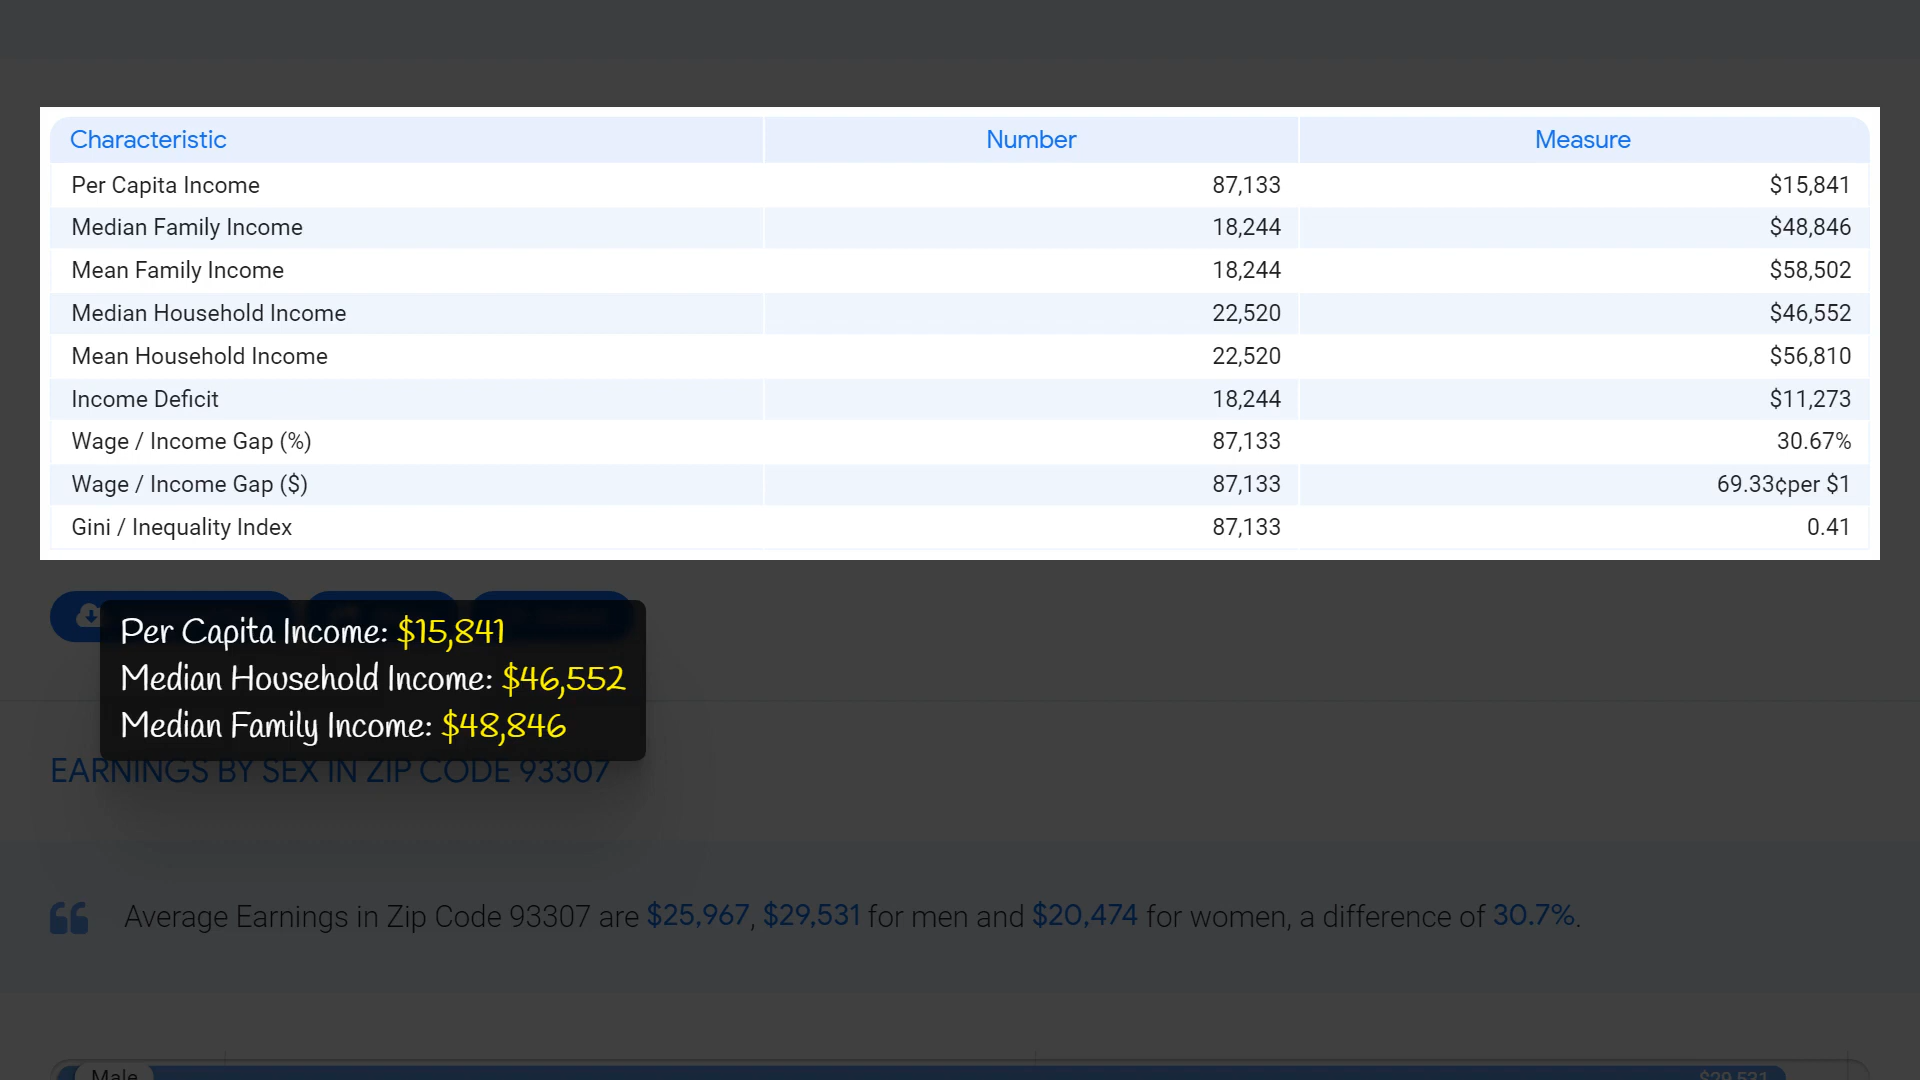 Characteristic Number Measure
Per Capita Income 87,133 $15,841
Median Family Income 18,244 $48,846
Mean Family Income 18,244 $58,502
Median Household Income 22,520 $46,552
Mean Household Income 22,520 $56,810
Income Deficit 18,244 $11,273
Wage / Income Gap (%) 87,133 30.67%
Wage / Income Gap ($) 87,133 69.33¢per $1
Gini / Inequality Index 87,133 0.41
Per Capita Income: $15,841
Median Household Income: $46,552
Median Family Income: $48,846
EARNINGS BY SEX IN ZIP CODE 93307
Average Earnings in Zip Code 93307 are $25,967, $29,531 for men and $20,474 for women, a difference of 30.7%.
Male $29,531